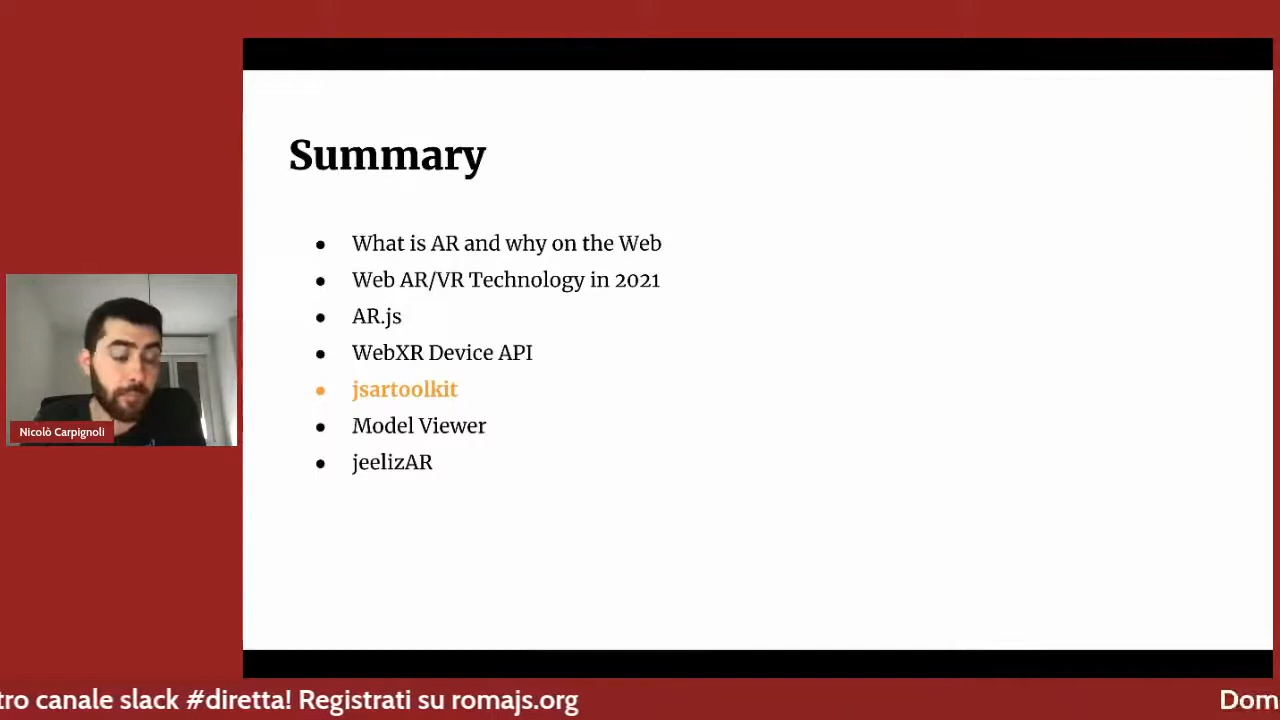 Summary
What is AR and why on the Web
Web AR/VR Technology in 2021
AR.js
WebXR Device API
jsartoolkit
Model Viewer
jeelizAR
Nicolò Carpignoli
tro canale slack #diretta! Registrati su romajs.org
Dom